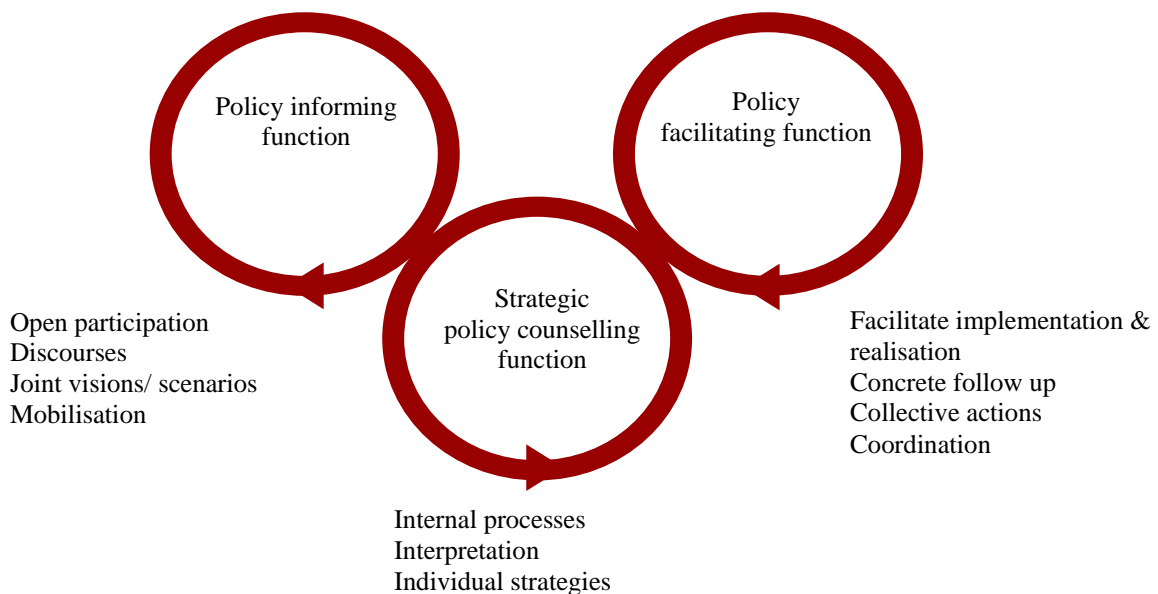 Policy informing
function
Policy
facilitating function
Strategic
policy counselling
function
Open participation
Discourses
Joint visions/ scenarios
Mobilisation
Facilitate implementation &
realisation
Concrete follow up
Collective actions
Coordination
Internal processes
Interpretation
Individual strategies